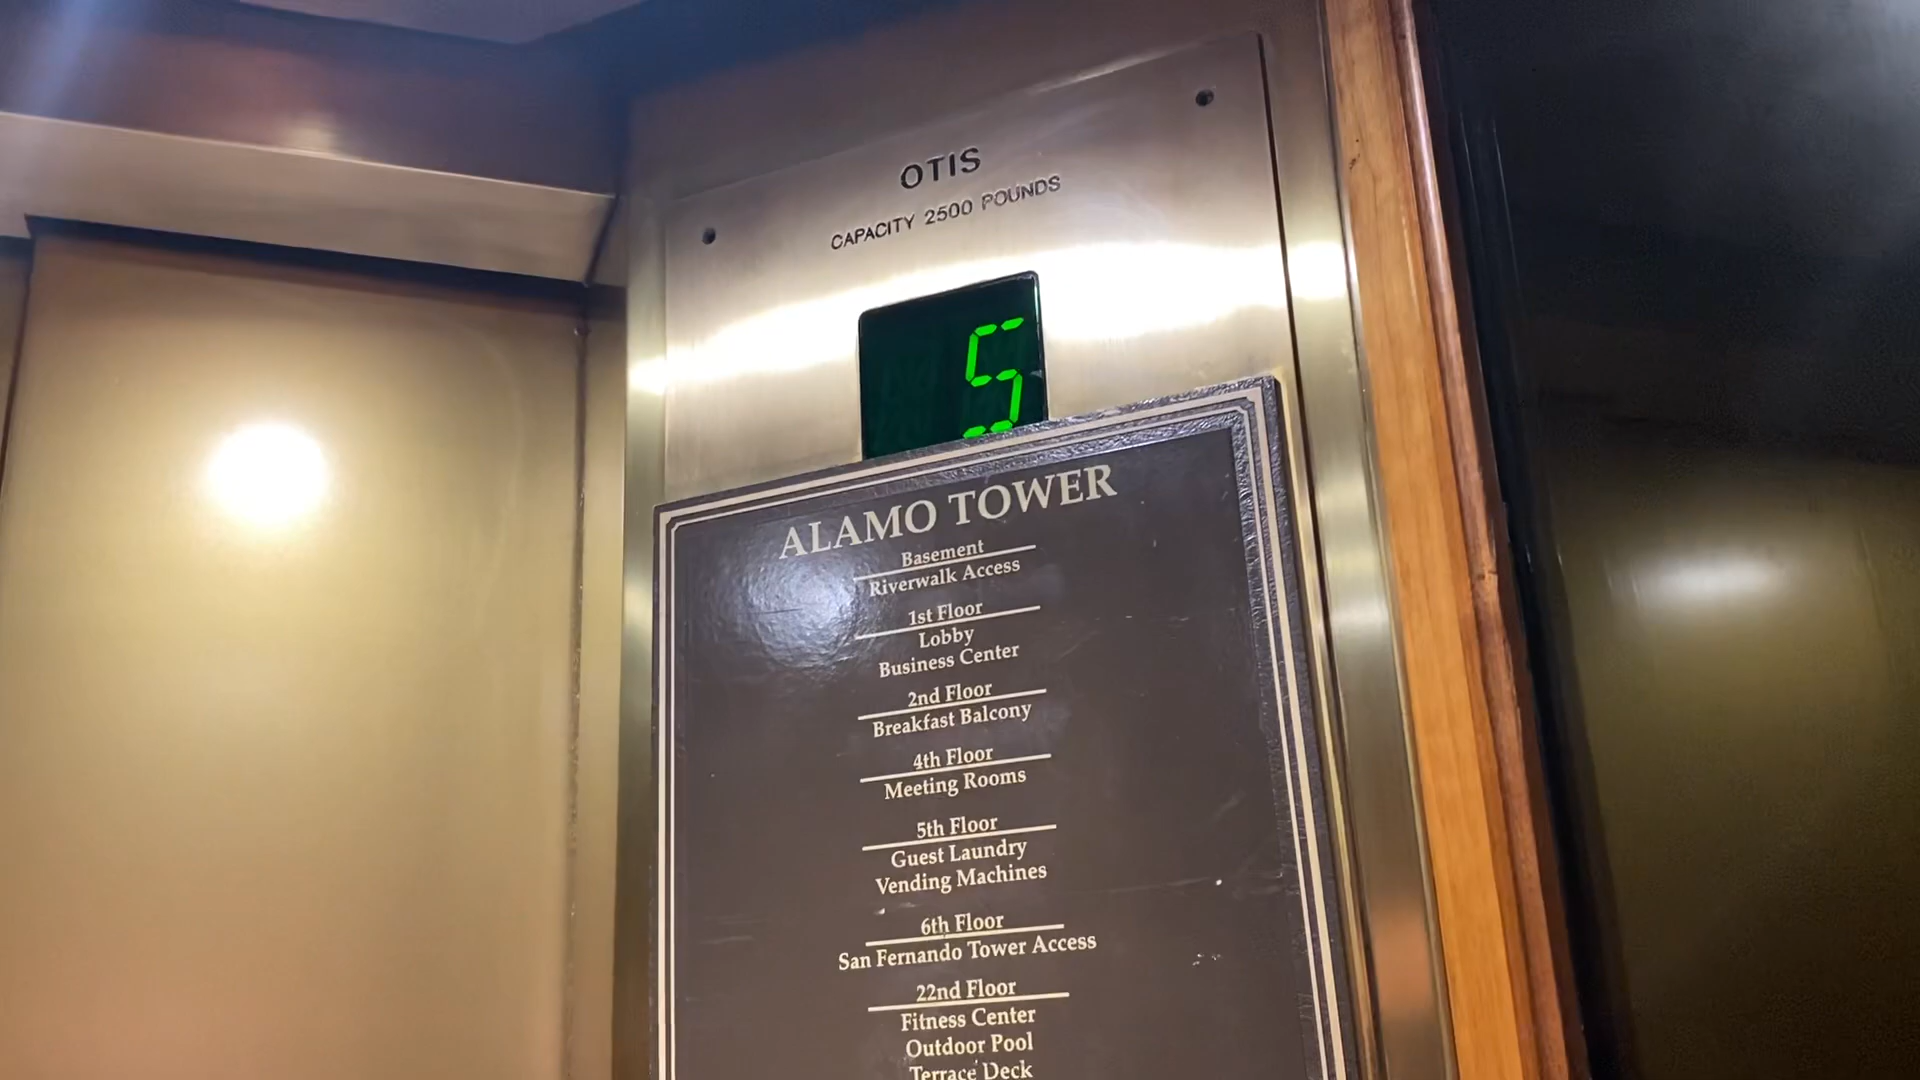 OTIS
CAPACITY 2500 POUNDS
5
ALAMO TOWER
Basement
Riverwalk Access
1st Floor
Lobby
Business Center
2nd Floor
Breakfast Balcony
4th Floor
Meeting Rooms
5th Floor
Guest Laundry
Vending Machines
6th Floor
San Fernando Tower Access
22nd Floor
Fitness Center
Outdoor Pool
Terrace Deck